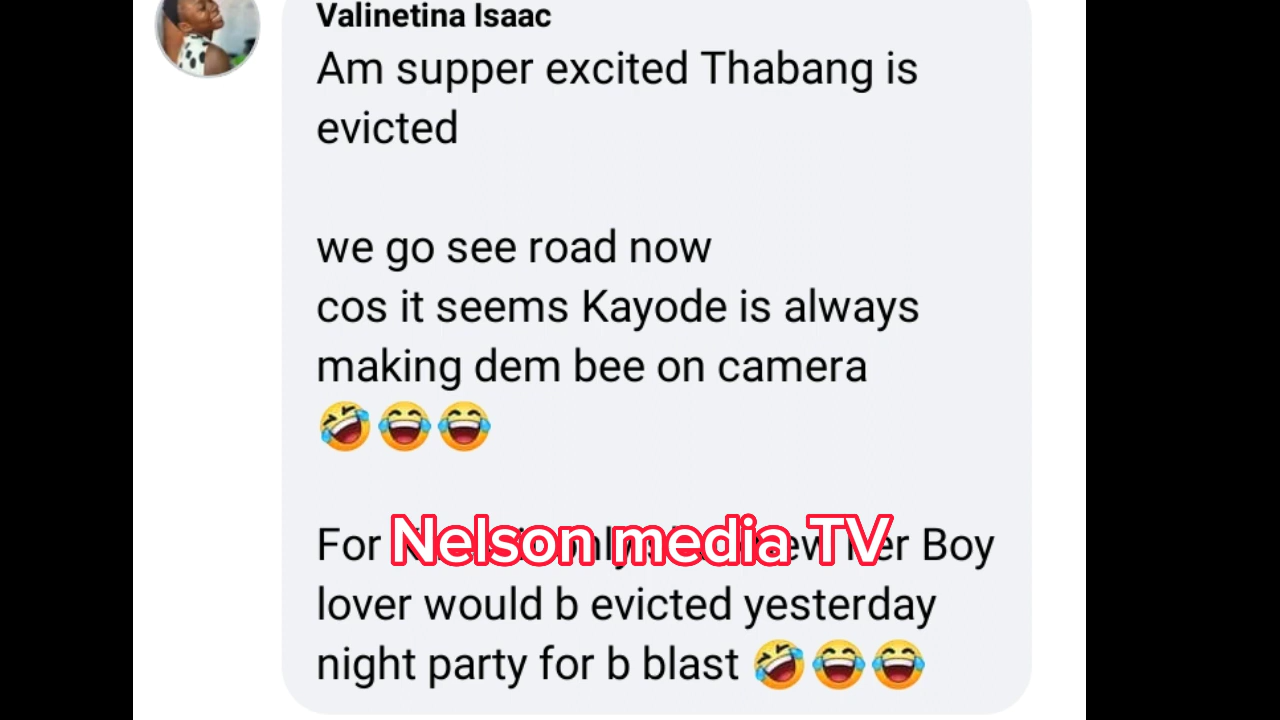 Valinetina Isaac
Am supper excited Thabang is
evicted
we go see road now
cos it seems Kayode is always
making dem bee on camera
🤣😂😂
For Boy
Nelson media TV
lover would b evicted yesterday
night party for b blast 🤣😂😂